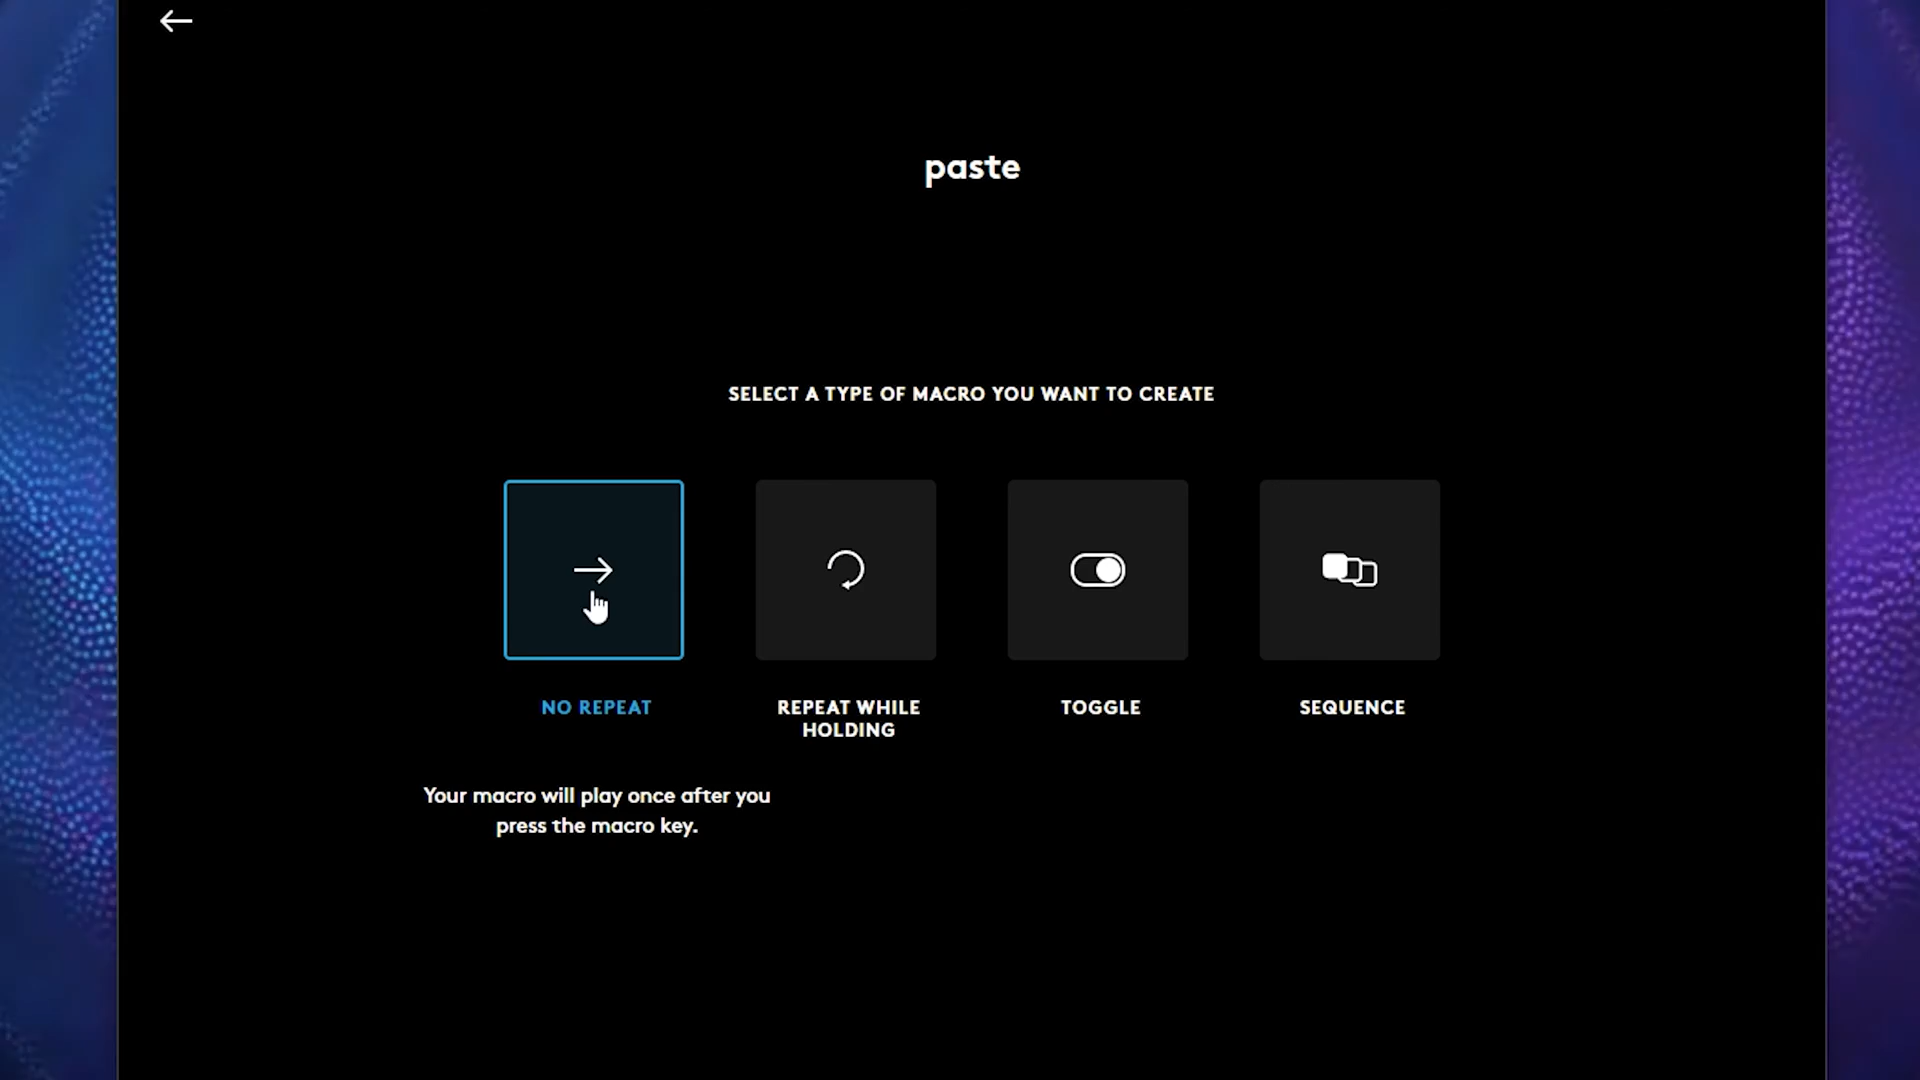 paste
SELECT A TYPE OF MACRO YOU WANT TO CREATE
NO REPEAT
REPEAT WHILE
HOLDING
TOGGLE
SEQUENCE
Your macro will play once after you
press the macro key.